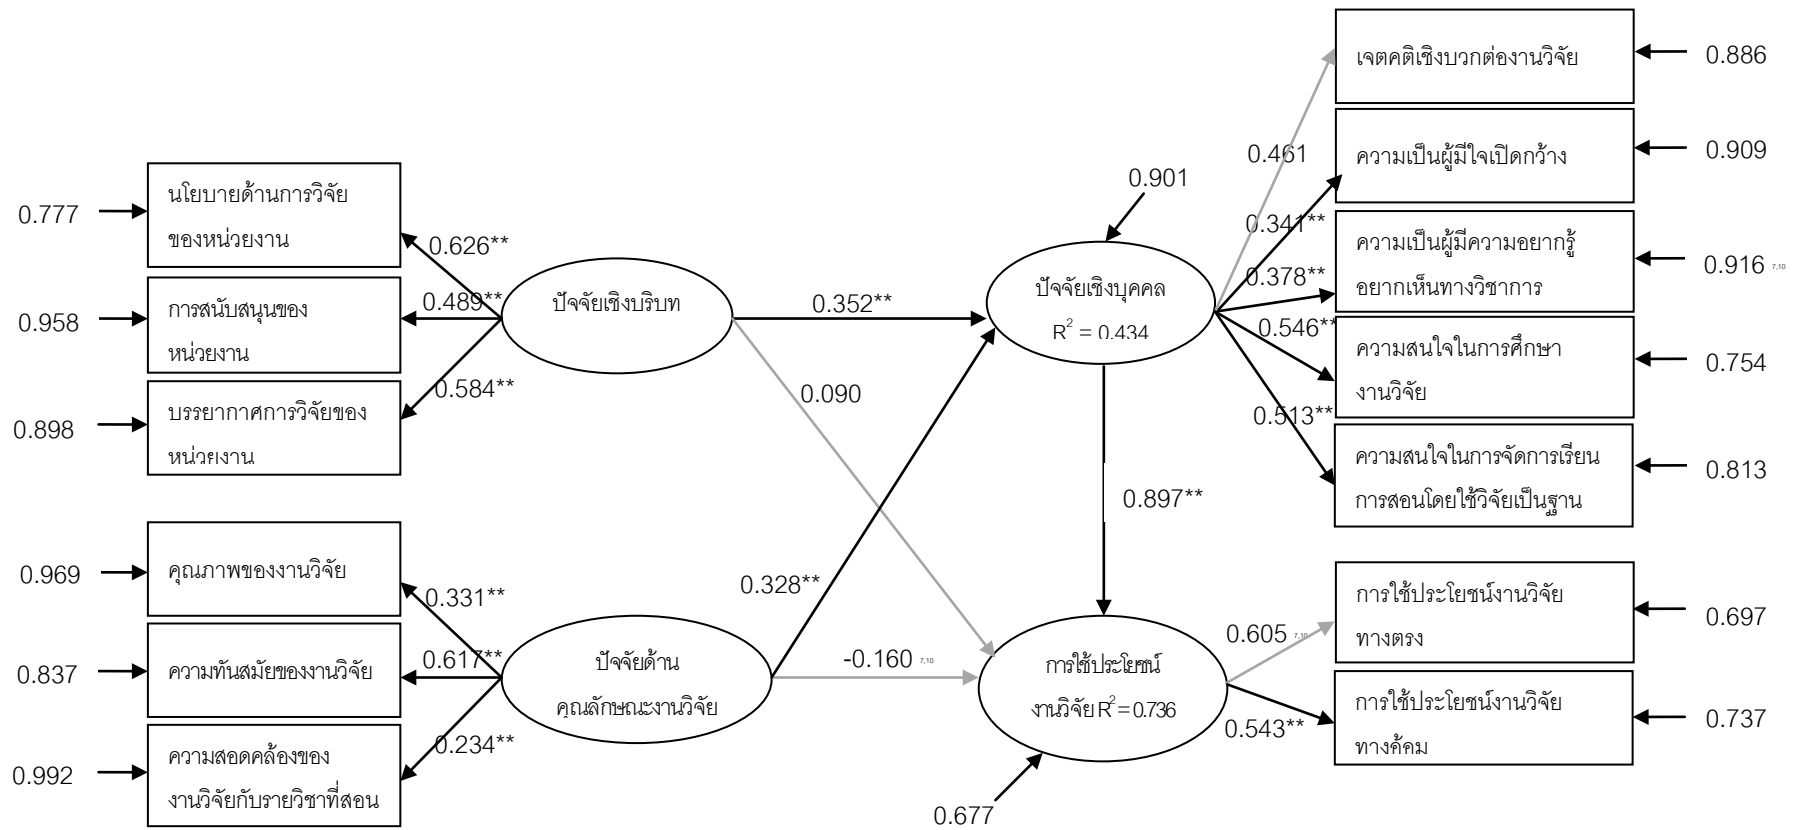 0.777
นโยบายด้านการวิจัย
ของหน่วยงาน
0.626**
0.958
การสนับสนุนของ
หน่วยงาน
0.489**
0.898
บรรยากาศการวิจัยของ
หน่วยงาน
0.584**
ปัจจัยเชิงบริบท
0.969
คุณภาพของงานวิจัย
0.331**
0.837
ความทันสมัยของงานวิจัย
0.617**
0.992
ความสอดคล้องของ
งานวิจัยกับรายวิชาที่สอน
0.234**
ปัจจัยด้าน
คุณลักษณะงานวิจัย
0.352**
0.090
0.328**
-0.160 7,10
0.901
ปัจจัยเชิงบุคคล
R² = 0.434
0.897**
การใช้ประโยชน์
งานวิจัย R² = 0.736
0.677
0.461
เจตคติเชิงบวกต่องานวิจัย
0.886
0.341**
ความเป็นผู้มีใจเปิดกว้าง
0.909
0.378**
ความเป็นผู้มีความอยากรู้
อยากเห็นทางวิชาการ
0.916 7,10
0.546**
ความสนใจในการศึกษา
งานวิจัย
0.754
0.513**
ความสนใจในการจัดการเรียน
การสอนโดยใช้วิจัยเป็นฐาน
0.813
0.605 7,10
การใช้ประโยชน์งานวิจัย
ทางตรง
0.697
0.543**
การใช้ประโยชน์งานวิจัย
ทางค้คม
0.737